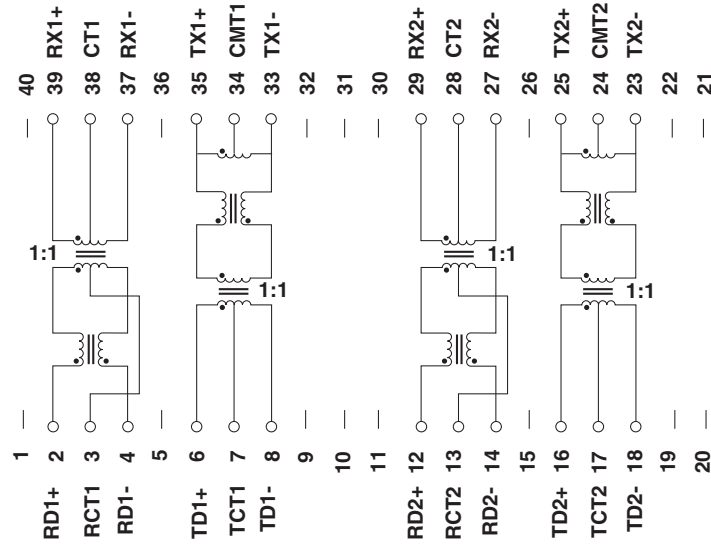 40
39 RX1+
38 CT1
37 RX1-
36
35 TX1+
34 CMT1
33 TX1-
32
31
30
29 RX2+
28 CT2
27 RX2-
26
25 TX2+
24 CMT2
23 TX2-
22
21
1:1
1:1
1:1
1:1
1
RD1+ 2
RCT1 3
RD1- 4
5
TD1+ 6
TCT1 7
TD1- 8
9
10
11
RD2+ 12
RCT2 13
RD2- 14
15
TD2+ 16
TCT2 17
TD2- 18
19
20